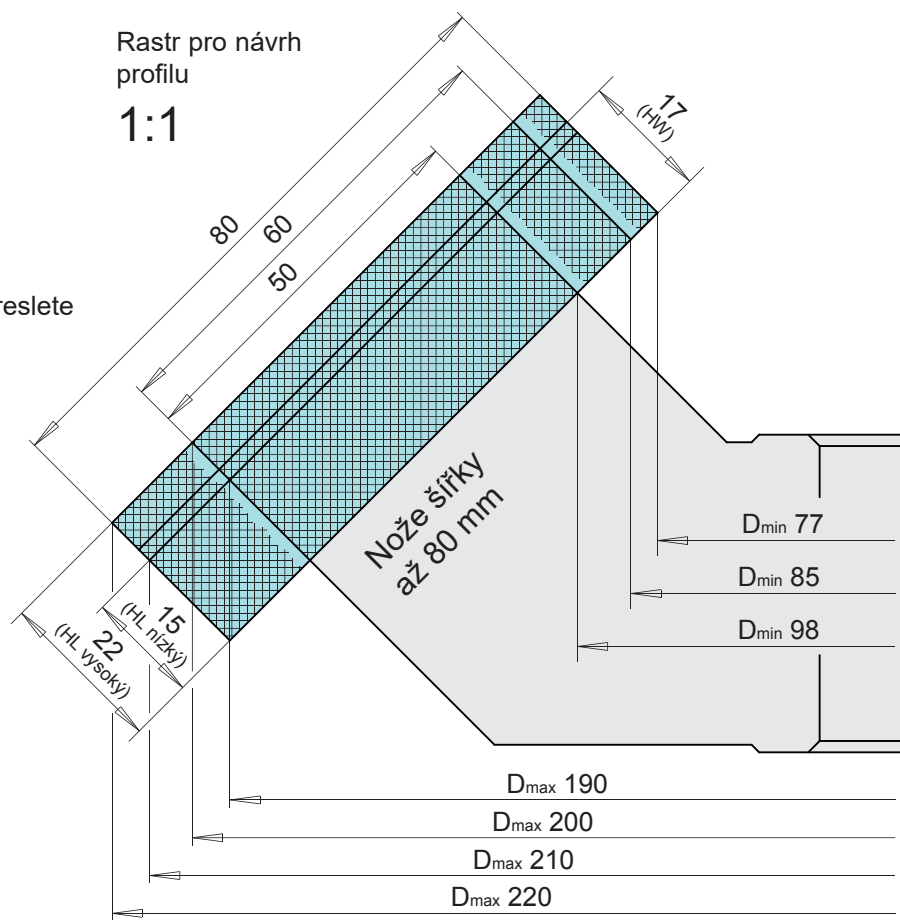 Rastr pro návrh
profilu
1:1
17
(HW)
80
60
50
reslete
Nože šířky
až 80 mm
Dmin 77
Dmin 85
Dmin 98
15
(HL nízký)
22
(HL vysoký)
Dmax 190
Dmax 200
Dmax 210
Dmax 220